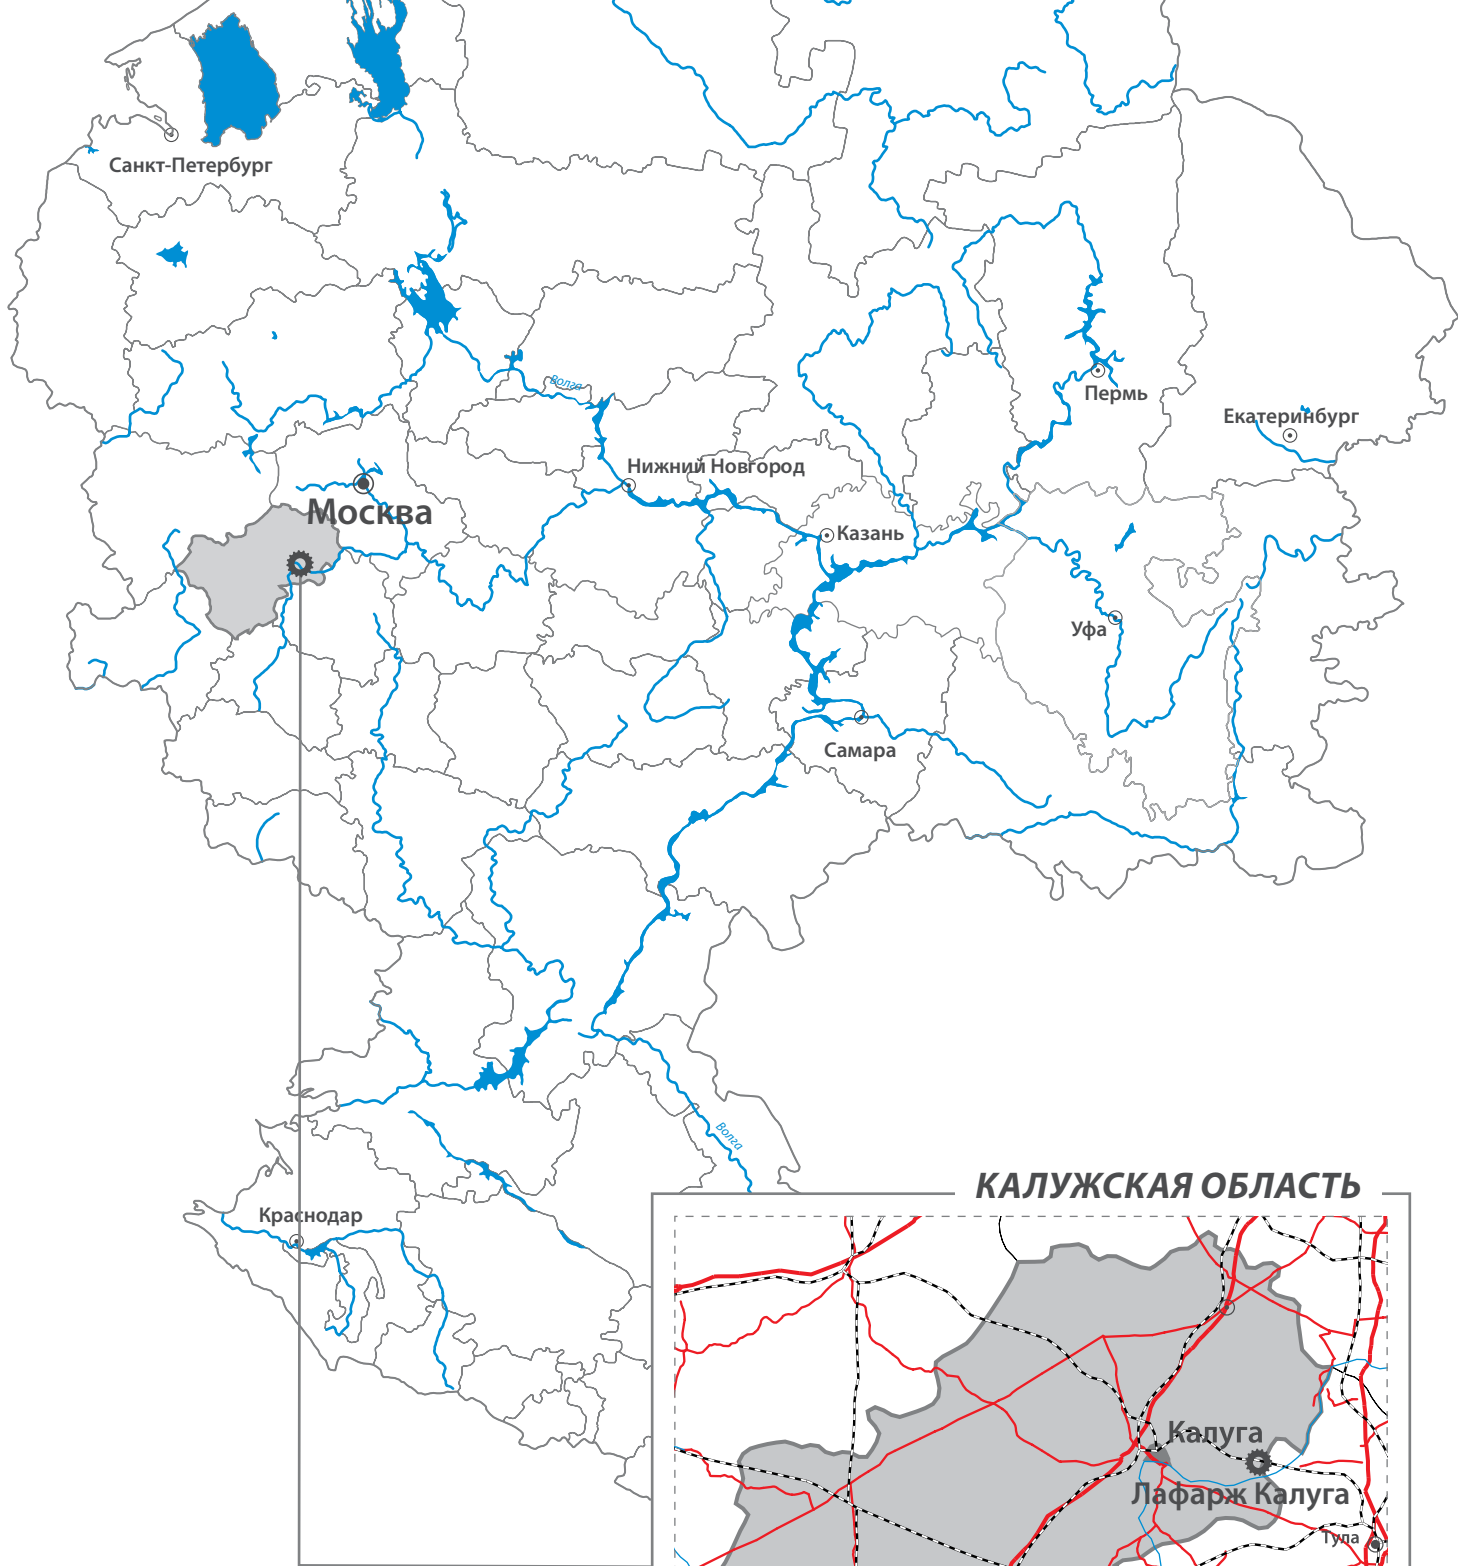 Санкт-Петербург
Волга
Пермь
Екатеринбург
Нижний Новгород
Москва
Казань
Уфа
Самара
Волга
КАЛУЖСКАЯ ОБЛАСТЬ
Краснодар
Калуга
Лафарж Калуга
Тула